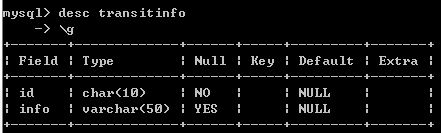 mysql> desc transitinfo
    -> \g
+-------+-------------+------+-----+---------+-------+
| Field | Type        | Null | Key | Default | Extra |
+-------+-------------+------+-----+---------+-------+
| id    | char(10)    | NO   |     | NULL    |       |
| info  | varchar(50) | YES  |     | NULL    |       |
+-------+-------------+------+-----+---------+-------+